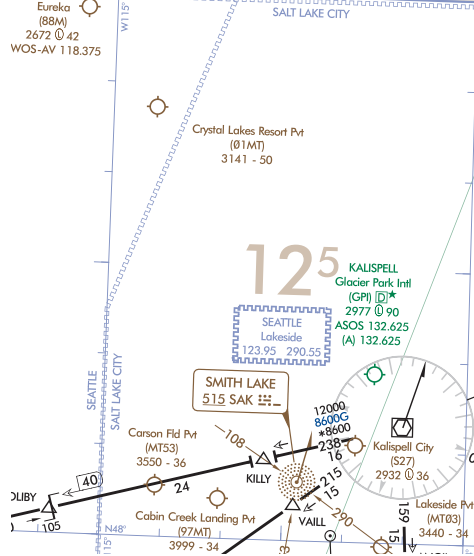 Eureka
(88M)
2672 Ⓛ 42
WOS-AV 118.375
W115°
SALT LAKE CITY
Crystal Lakes Resort Pvt
(Ø1MT)
3141 - 50
12⁵
KALISPELL
Glacier Park Intl
(GPI) D★
2977 Ⓛ 90
ASOS 132.625
(A) 132.625
SEATTLE
Lakeside
123.95 290.55
SEATTLE
SALT LAKE CITY
SMITH LAKE
515 SAK
12000
8600G
*8600
238
16
108
Carson Fld Pvt
(MT53)
3550 - 36
Kalispell City
(S27)
2932 Ⓛ 36
KILLY
40
24
OLIBY
105
215
15
VAILL
290
159
15
Lakeside Pvt
(MT03)
3440 - 34
Cabin Creek Landing Pvt
(97MT)
3999 - 34
N48°
115°